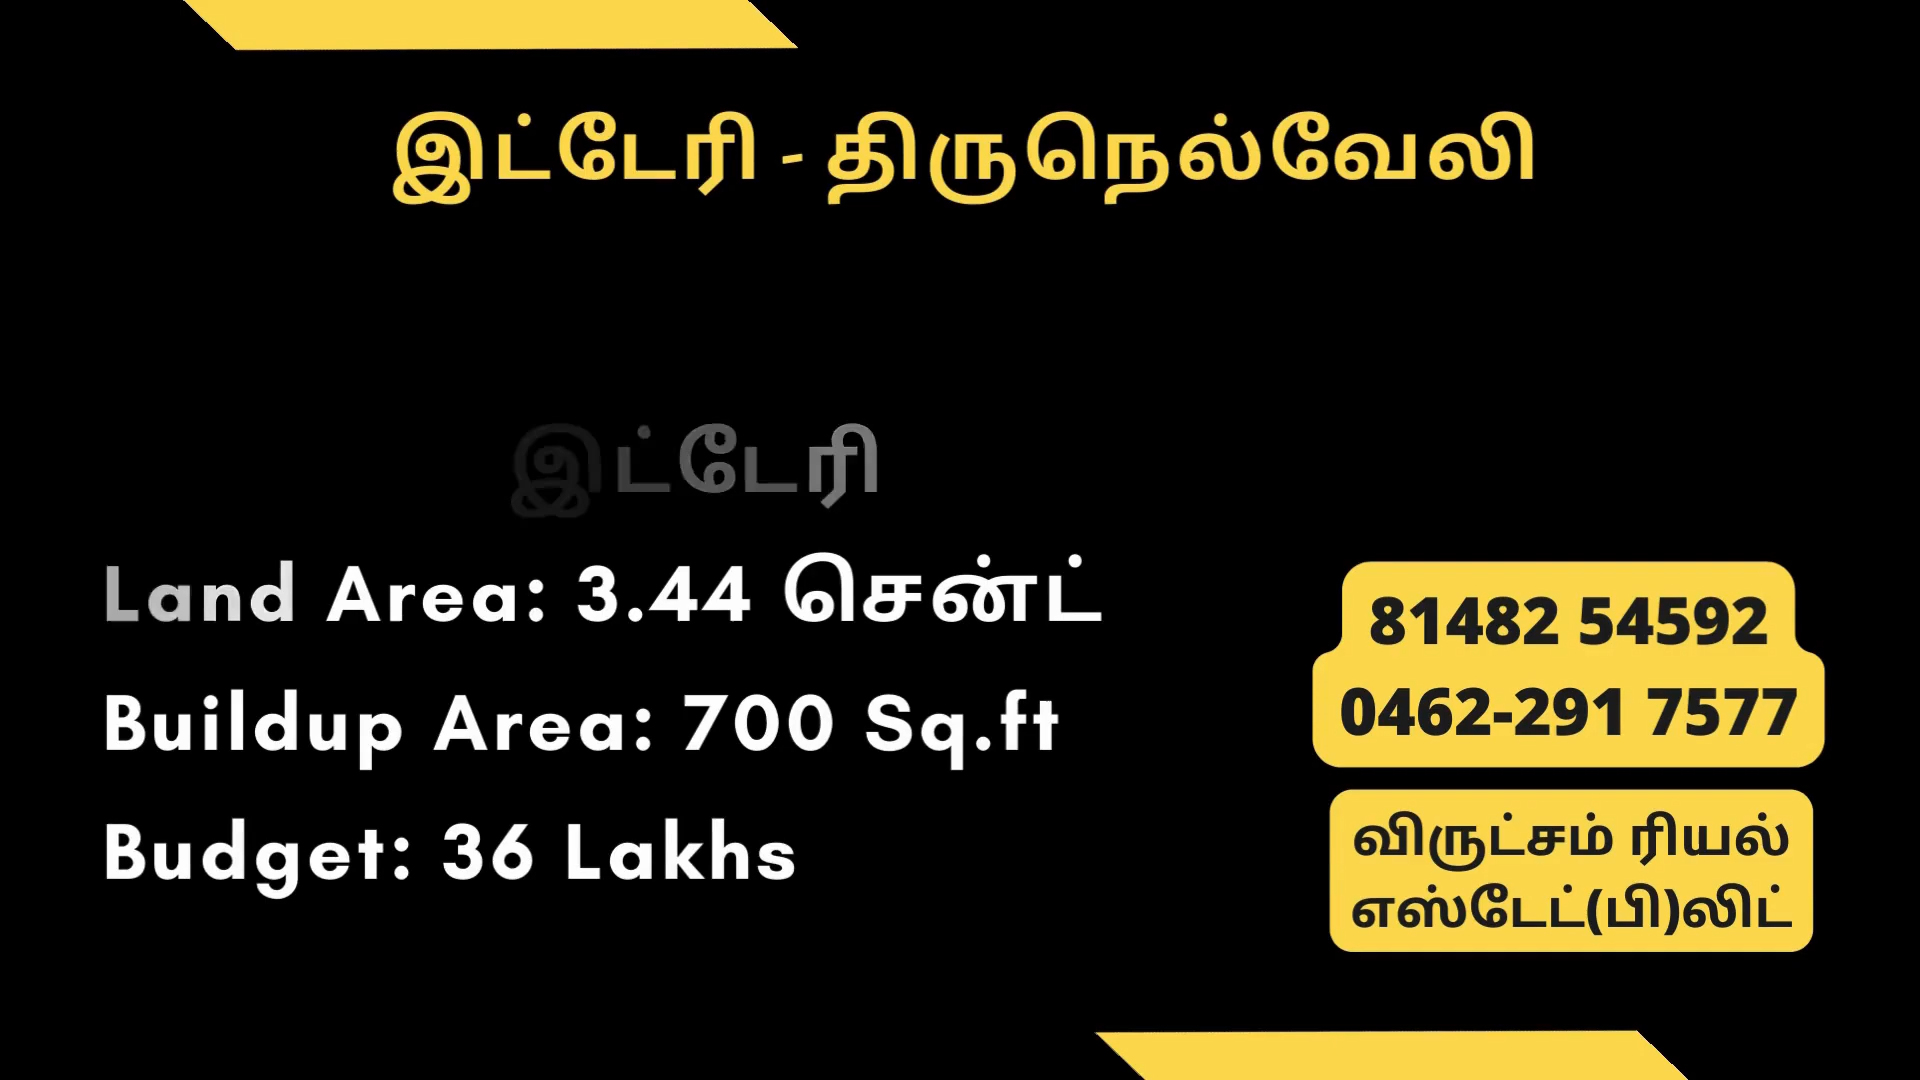 இட்டேரி - திருநெல்வேலி
இட்டேரி
Land Area: 3.44 சென்ட்
Buildup Area: 700 Sq.ft
Budget: 36 Lakhs
81482 54592
0462-291 7577
விருட்சம் ரியல்
எஸ்டேட்(பி)லிட்